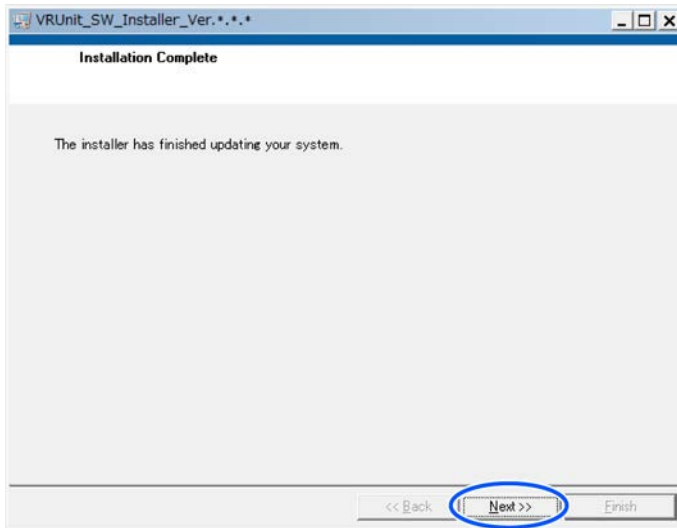 VRUnit_SW_Installer_Ver.*.*.*
Installation Complete
The installer has finished updating your system.
<< Back
Next >>
Finish